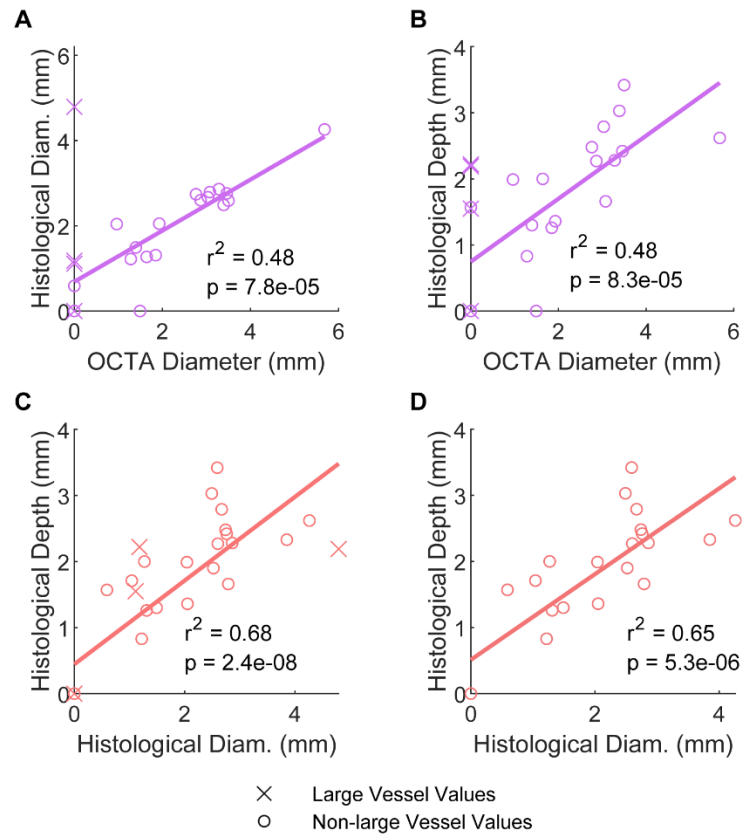 A
Histological Diam. (mm)
6
4
2
0
r² = 0.48
p = 7.8e-05
0 2 4 6
OCTA Diameter (mm)
B
Histological Depth (mm)
4
3
2
1
0
r² = 0.48
p = 8.3e-05
0 2 4 6
OCTA Diameter (mm)
C
Histological Depth (mm)
4
3
2
1
0
r² = 0.68
p = 2.4e-08
0 2 4
Histological Diam. (mm)
D
Histological Depth (mm)
4
3
2
1
0
r² = 0.65
p = 5.3e-06
0 2 4
Histological Diam. (mm)
Large Vessel Values
Non-large Vessel Values